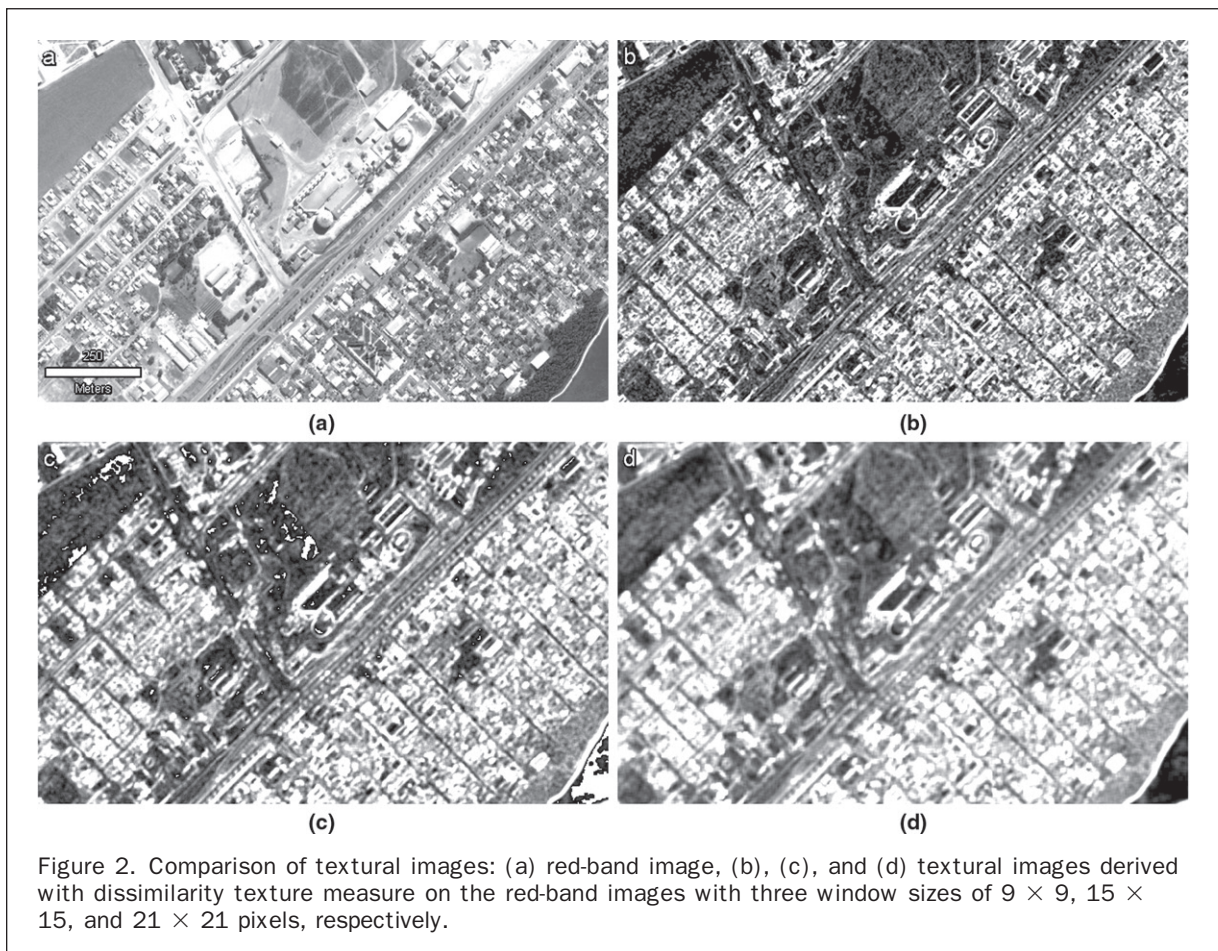 a
b
250
Meters
(a)
(b)
c
d
(c)
(d)
Figure 2. Comparison of textural images: (a) red-band image, (b), (c), and (d) textural images derived
with dissimilarity texture measure on the red-band images with three window sizes of 9 × 9, 15 ×
15, and 21 × 21 pixels, respectively.